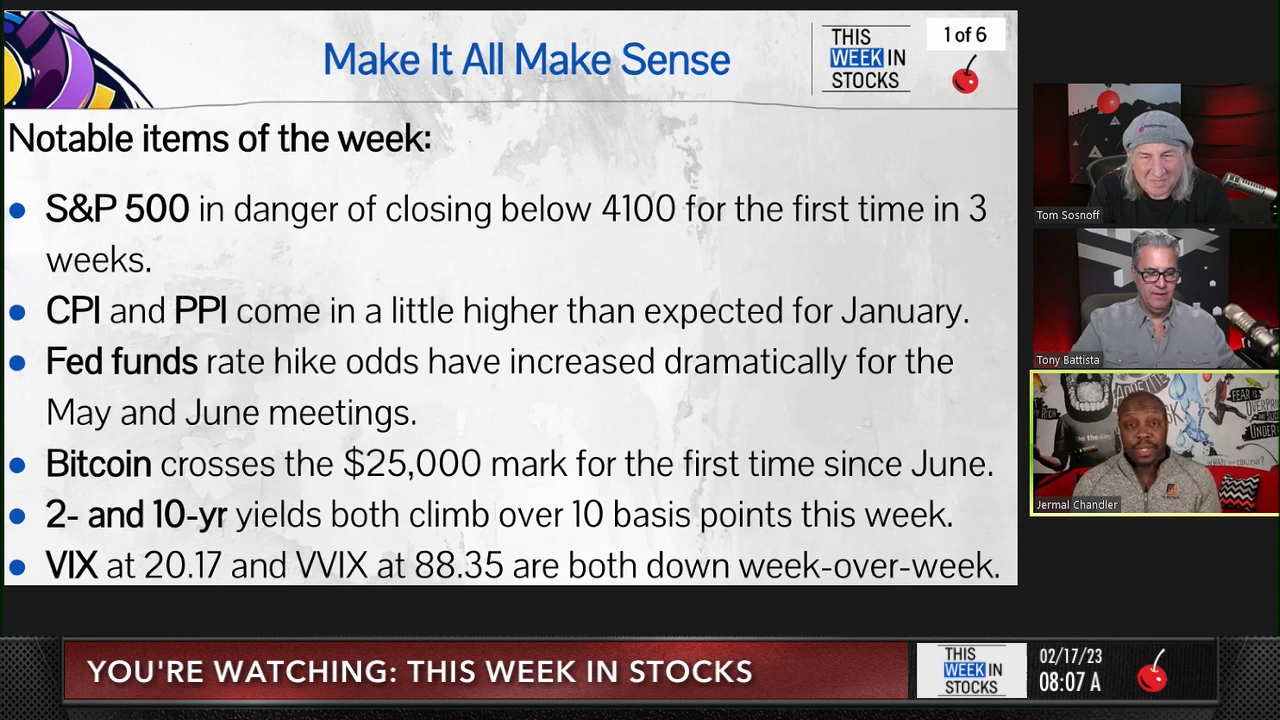 Make It All Make Sense
THIS
WEEK IN
STOCKS
1 of 6
Notable items of the week:
S&P 500 in danger of closing below 4100 for the first time in 3
weeks.
CPI and PPI come in a little higher than expected for January.
Fed funds rate hike odds have increased dramatically for the
May and June meetings.
Bitcoin crosses the $25,000 mark for the first time since June.
2- and 10-yr yields both climb over 10 basis points this week.
VIX at 20.17 and VVIX at 88.35 are both down week-over-week.
Tom Sosnoff
Tony Battista
FEAR IS
Jermal Chandler
YOU'RE WATCHING: THIS WEEK IN STOCKS
THIS
WEEK IN
STOCKS
02/17/23
08:07 A